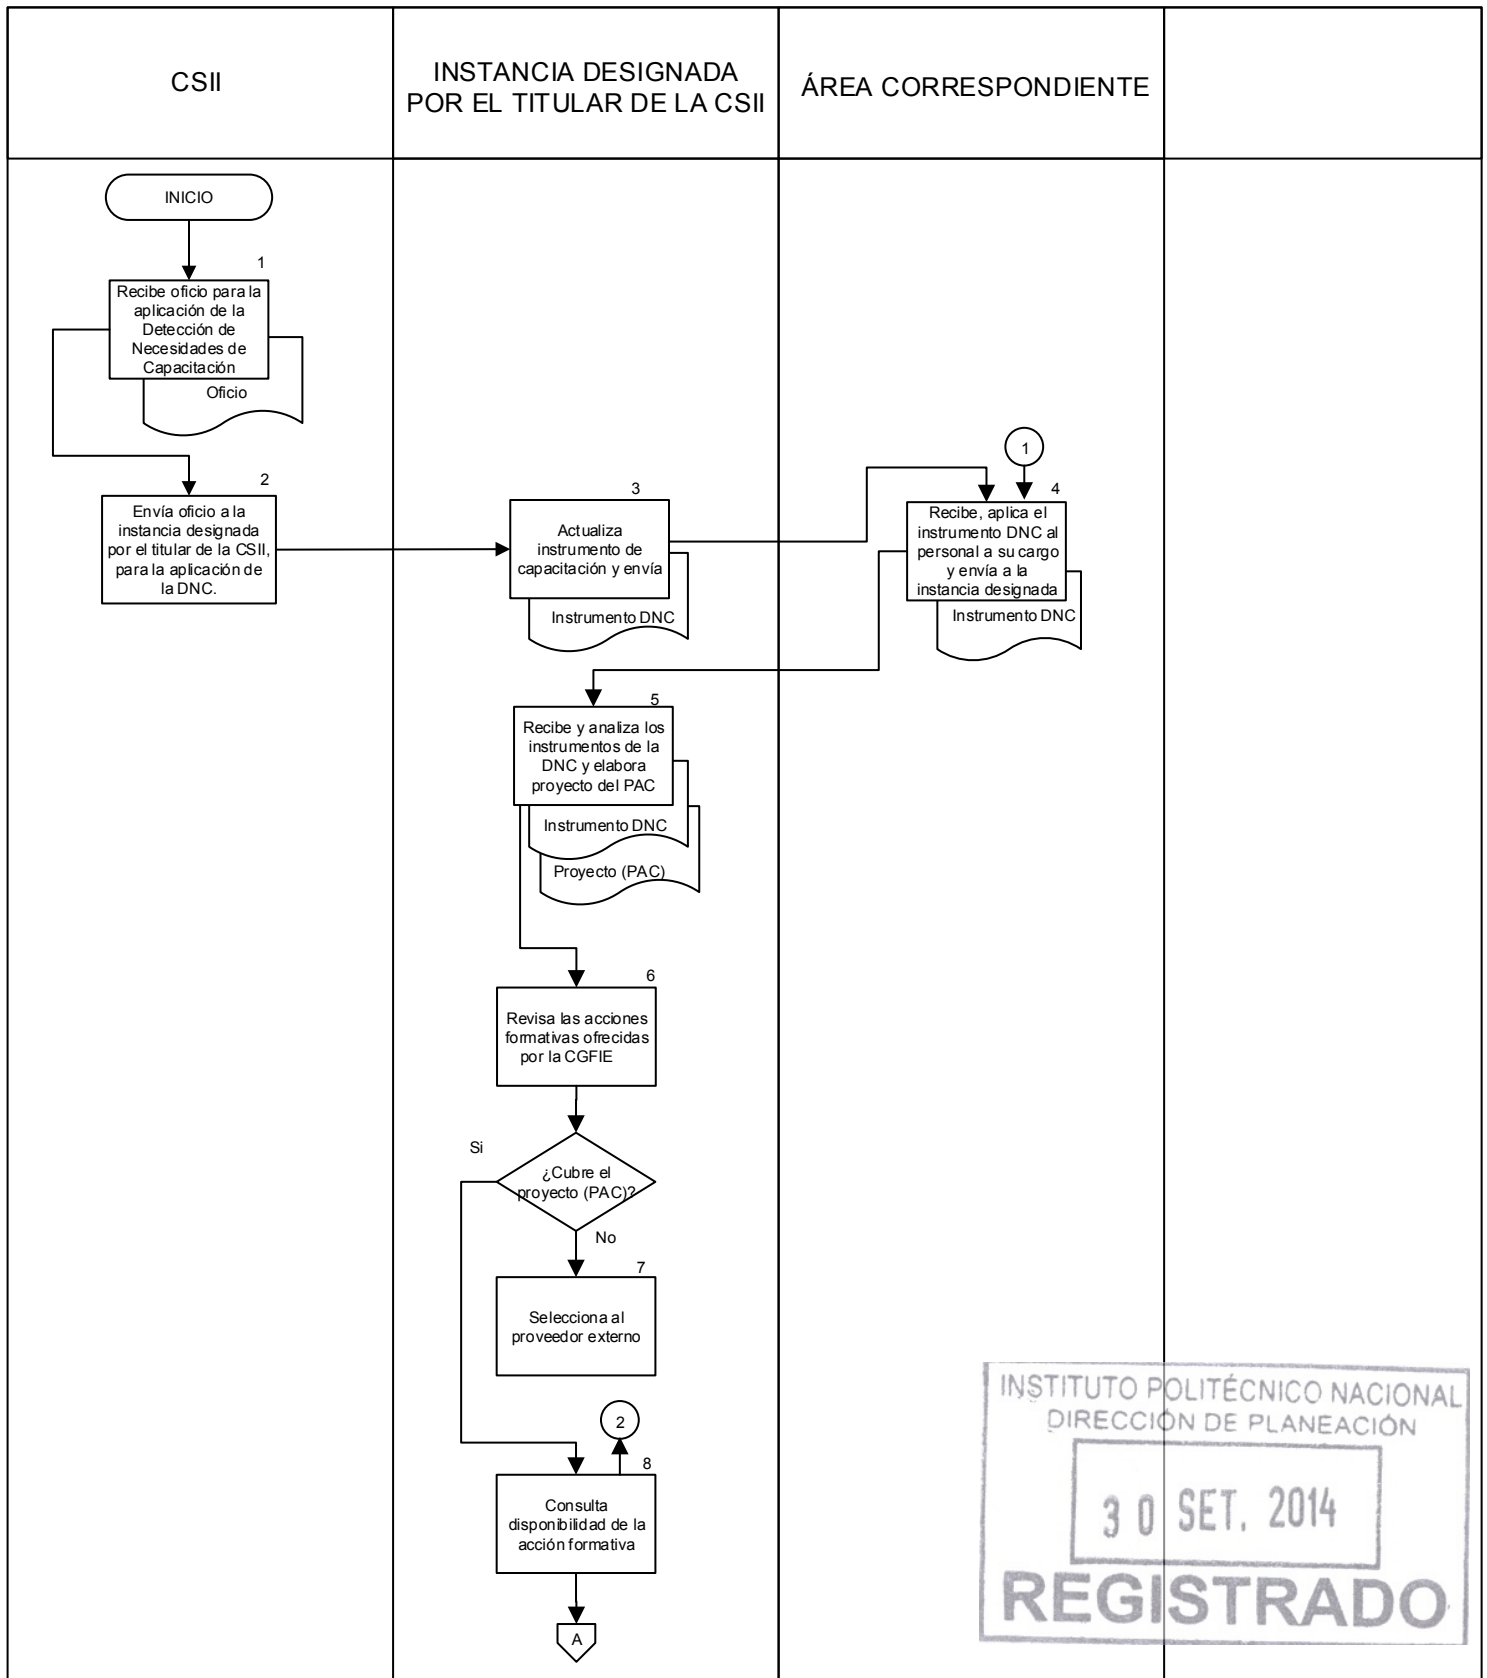 CSII
INSTANCIA DESIGNADA
POR EL TITULAR DE LA CSII
ÁREA CORRESPONDIENTE
INICIO
1
Recibe oficio para la
aplicación de la
Detección de
Necesidades de
Capacitación
Oficio
2
Envía oficio a la
instancia designada
por el titular de la CSII,
para la aplicación de
la DNC.
3
Actualiza
instrumento de
capacitación y envía
Instrumento DNC
1
4
Recibe, aplica el
instrumento DNC al
personal a su cargo
y envía a la
instancia designada
Instrumento DNC
5
Recibe y analiza los
instrumentos de la
DNC y elabora
proyecto del PAC
Instrumento DNC
Proyecto (PAC)
6
Revisa las acciones
formativas ofrecidas
por la CGFIE
Si
¿Cubre el
proyecto (PAC)?
No
7
Selecciona al
proveedor externo
2
8
Consulta
disponibilidad de la
acción formativa
A
INSTITUTO POLITÉCNICO NACIONAL
DIRECCIÓN DE PLANEACIÓN
30 SET. 2014
REGISTRADO